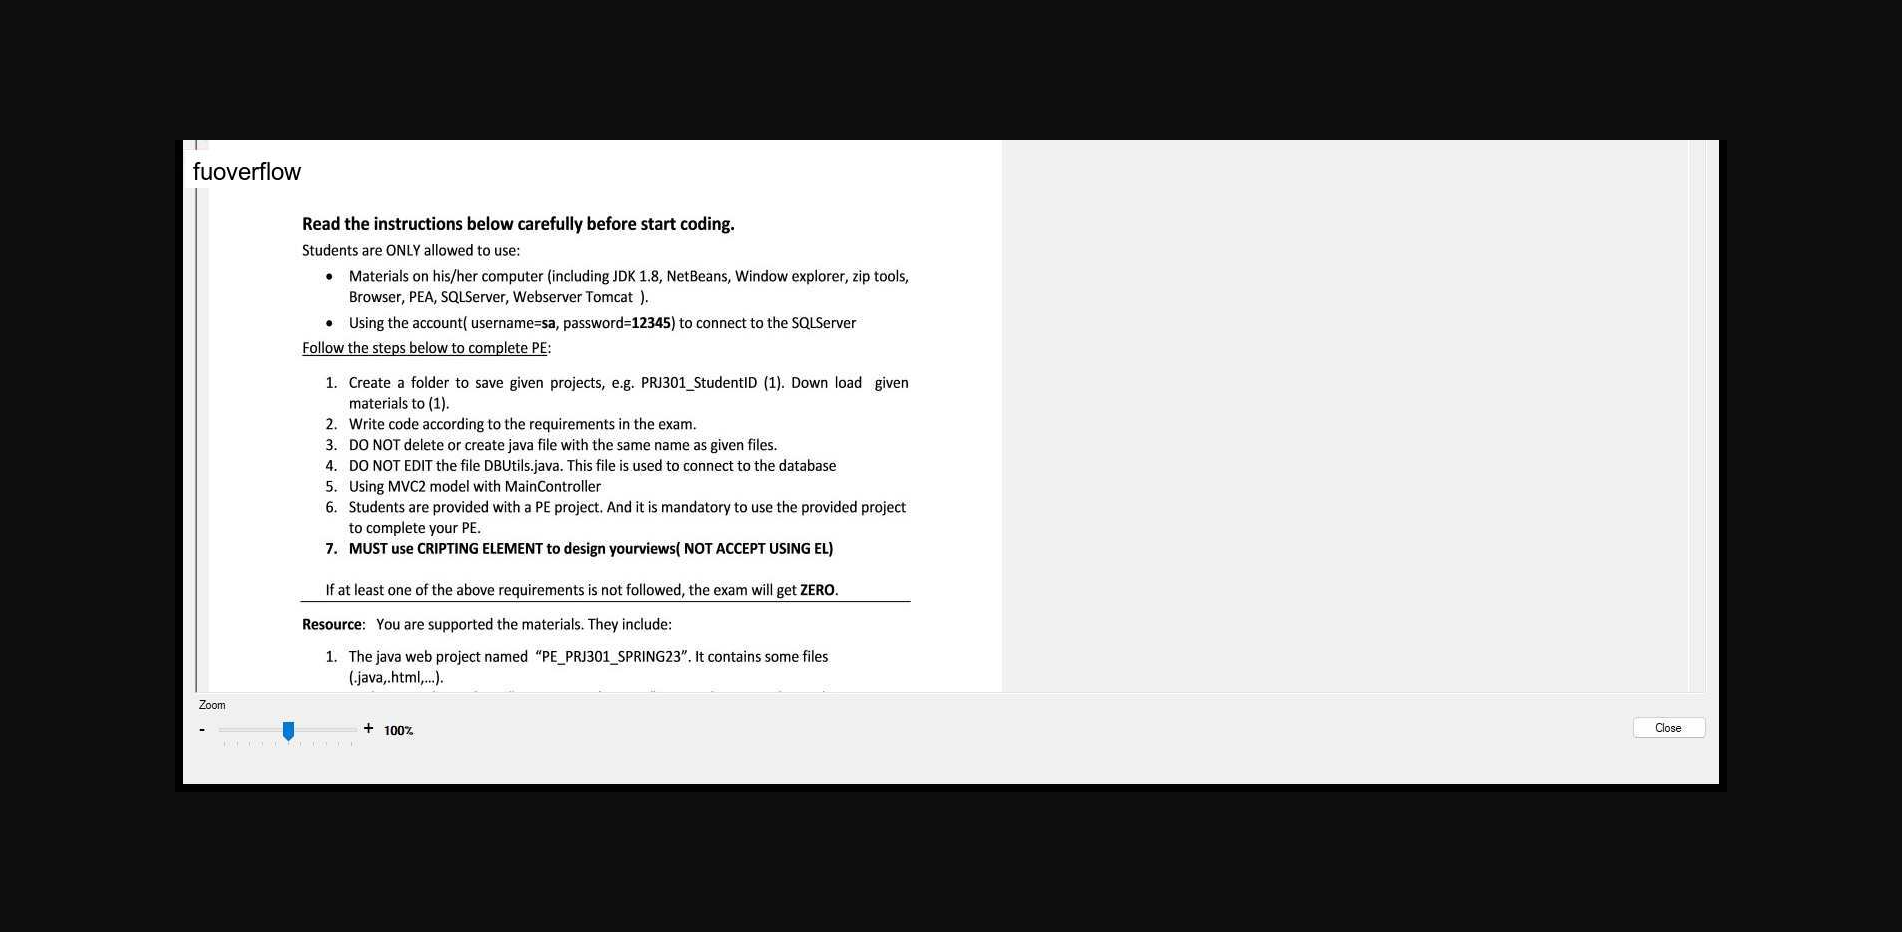 fuoverflow
Read the instructions below carefully before start coding.
Students are ONLY allowed to use:
• Materials on his/her computer (including JDK 1.8, NetBeans, Window explorer, zip tools,
Browser, PEA, SQLServer, Webserver Tomcat ).
• Using the account( username=sa, password=12345) to connect to the SQLServer
Follow the steps below to complete PE:
1. Create a folder to save given projects, e.g. PRJ301_StudentID (1). Down load given
materials to (1).
2. Write code according to the requirements in the exam.
3. DO NOT delete or create java file with the same name as given files.
4. DO NOT EDIT the file DBUtils.java. This file is used to connect to the database
5. Using MVC2 model with MainController
6. Students are provided with a PE project. And it is mandatory to use the provided project
to complete your PE.
7. MUST use CRIPTING ELEMENT to design yourviews( NOT ACCEPT USING EL)
If at least one of the above requirements is not followed, the exam will get ZERO.
Resource: You are supported the materials. They include:
1. The java web project named “PE_PRJ301_SPRING23”. It contains some files
(.java,.html,...).
Zoom
- + 100%
Close